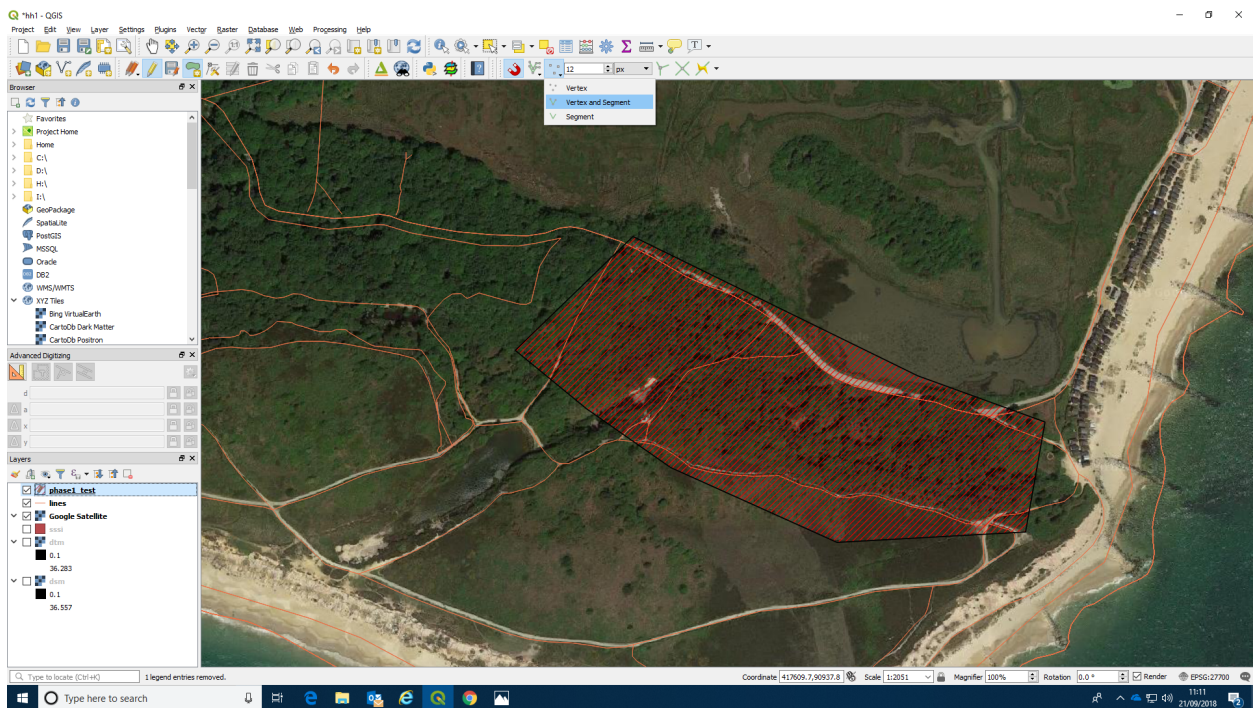 *hh1 - QGIS
Project Edit View Layer Settings Plugins Vector Raster Database Web Processing Help
12 px
Vertex
Vertex and Segment
Segment
Browser
Favorites
Project Home
Home
C:\
D:\
H:\
I:\
GeoPackage
SpatiaLite
PostGIS
MSSQL
Oracle
DB2
WMS/WMTS
XYZ Tiles
Bing VirtualEarth
CartoDb Dark Matter
CartoDb Positron
Advanced Digitizing
d
a
x
y
Layers
phase1_test
lines
Google Satellite
sssi
dtm
0.1
36.283
dsm
0.1
36.557
Type to locate (Ctrl+K) 1 legend entries removed. Coordinate 417609.7,90937.8 Scale 1:2051 Magnifier 100% Rotation 0.0 ° Render EPSG:27700
Type here to search 11:11
21/09/2018